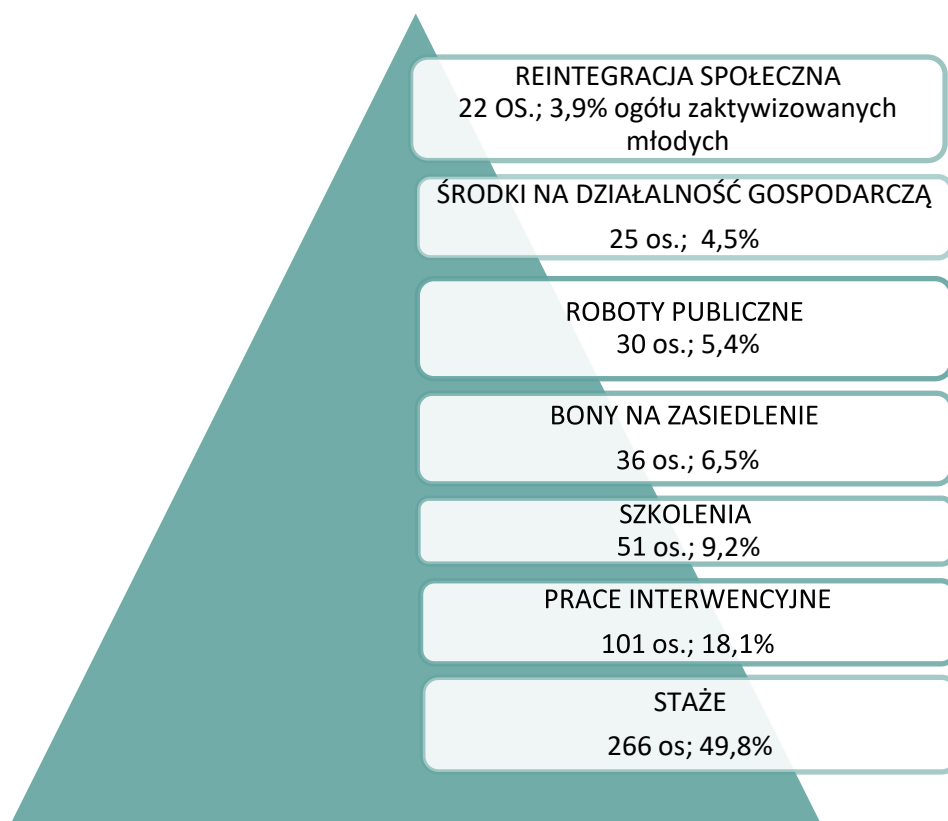 REINTEGRACJA SPOŁECZNA
22 OS.; 3,9% ogółu zaktywizowanych
młodych
ŚRODKI NA DZIAŁALNOŚĆ GOSPODARCZĄ
25 os.; 4,5%
ROBOTY PUBLICZNE
30 os.; 5,4%
BONY NA ZASIEDLENIE
36 os.; 6,5%
SZKOLENIA
51 os.; 9,2%
PRACE INTERWENCYJNE
101 os.; 18,1%
STAŻE
266 os; 49,8%